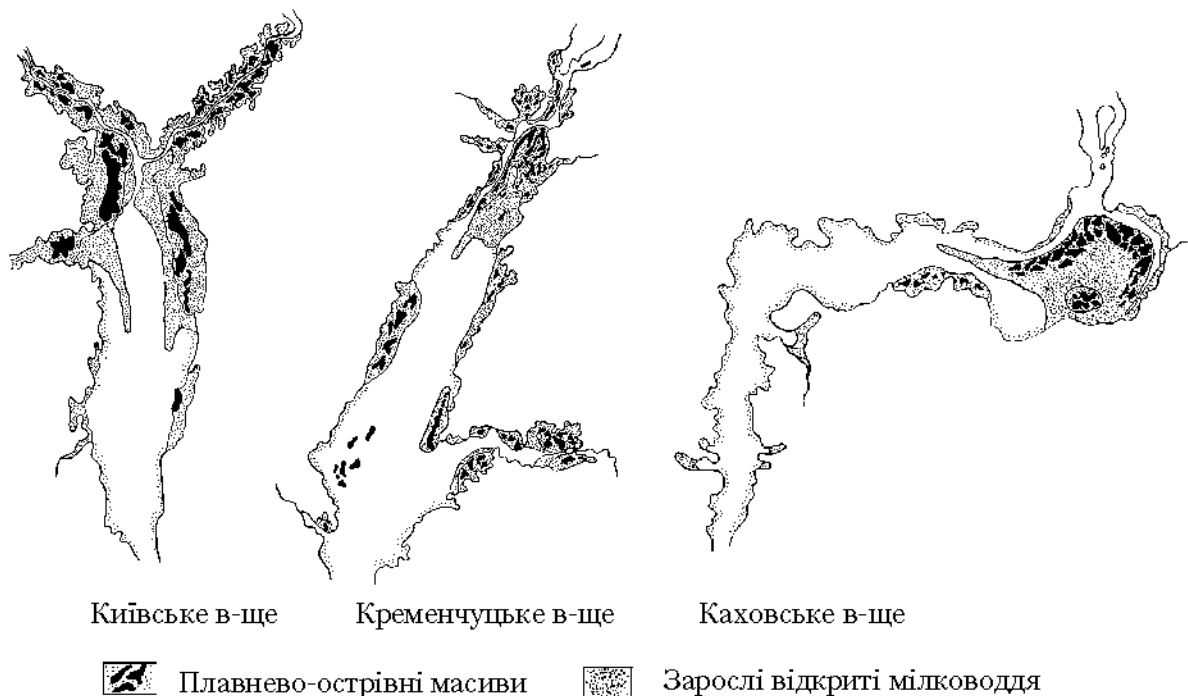 Київське в-ще Кременчуцьке в-ще Каховське в-ще
Плавнево-острівні масиви Зарослі відкриті мілководдя